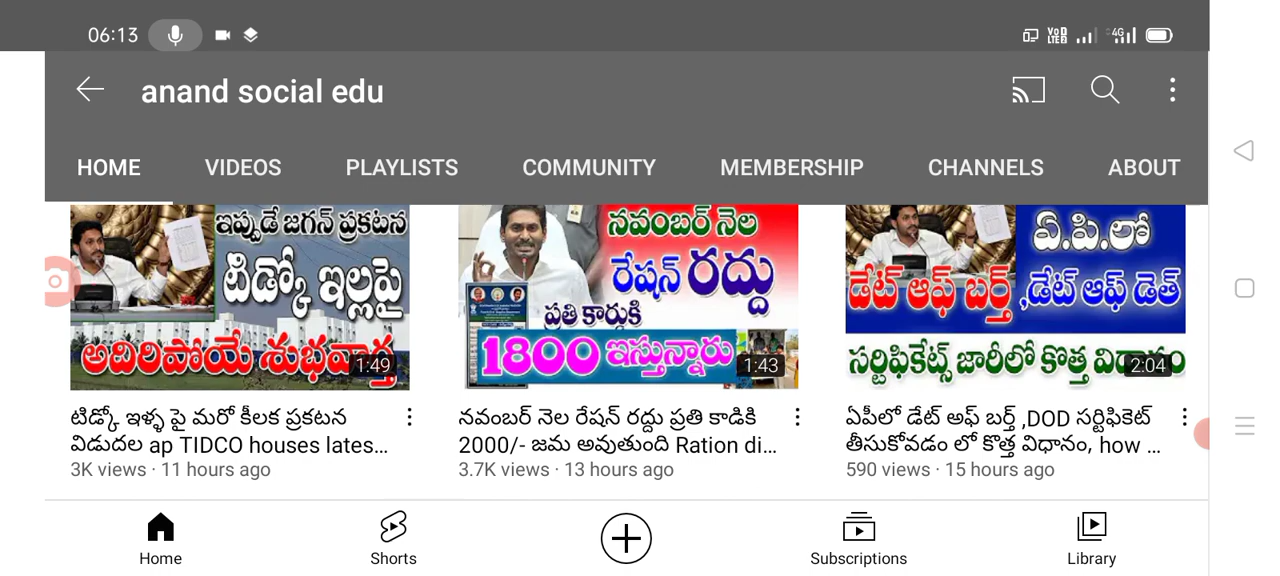 06:13
VoD
LTEB
4G
anand social edu
HOME VIDEOS PLAYLISTS COMMUNITY MEMBERSHIP CHANNELS ABOUT
ఇప్పుడే జగన్ ప్రకటన
టిడ్కో ఇల్లపై
అదిరిపోయే శుభవార్త
1:49
నవంబర్ నెల
రేషన్ రద్దు
ప్రతి కార్డుకి
1800 ఇస్తున్నారు
1:43
ఏ.పి.లో
డేట్ ఆఫ్ బర్త్ ,డేట్ ఆఫ్ డెత్
సర్టిఫికేట్స్ జారీలో కొత్త విధానం
2:04
టిడ్కో ఇళ్ళ పై మరో కీలక ప్రకటన
విడుదల ap TIDCO houses lates...
3K views · 11 hours ago
నవంబర్ నెల రేషన్ రద్దు ప్రతి కాడికి
2000/- జమ అవుతుంది Ration di...
3.7K views · 13 hours ago
ఏపీలో డేట్ అఫ్ బర్త్ ,DOD సర్టిఫికెట్
తీసుకోవడం లో కొత్త విధానం, how ...
590 views · 15 hours ago
Home Shorts Subscriptions Library